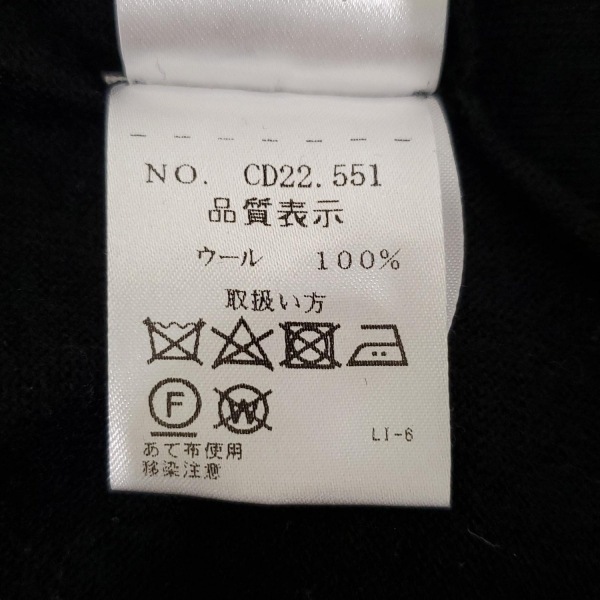 NO. CD22.551
品質表示
ウール 100%
取扱い方
F W
LI-6
あて布使用
移染注意